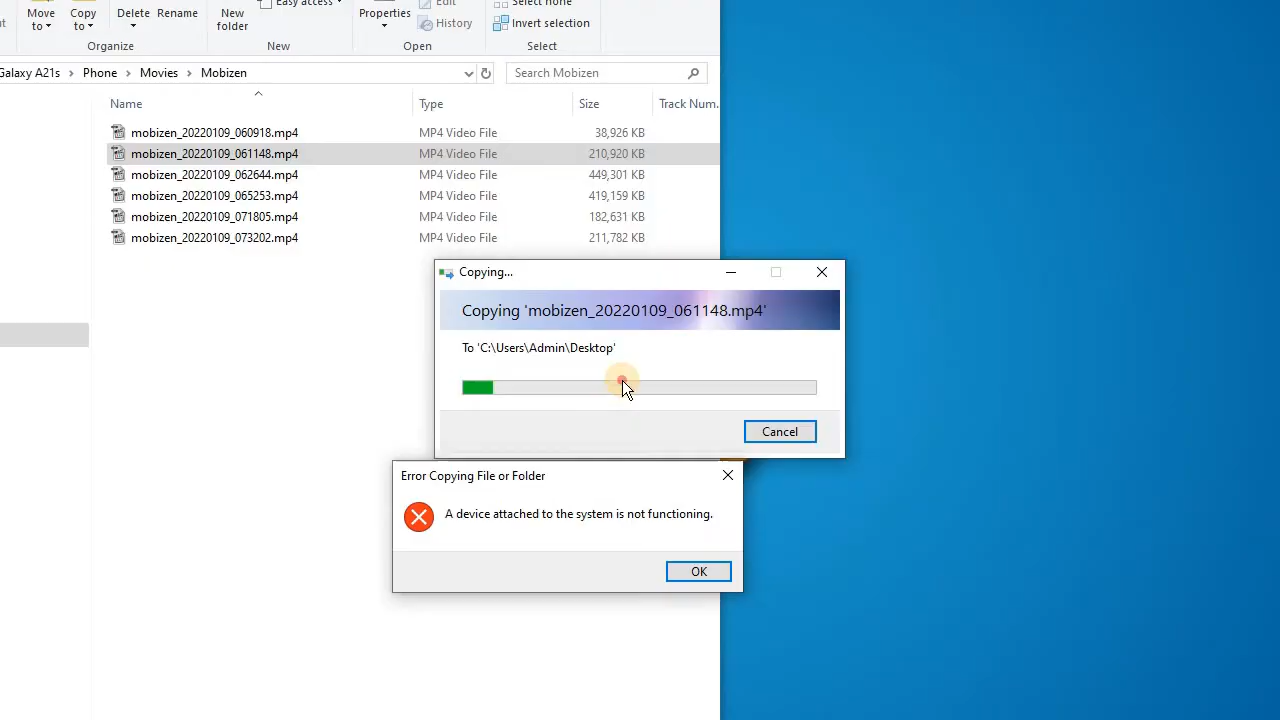 Easy access
Edit
Select none
Move to
Copy to
Delete
Rename
New folder
Properties
History
Invert selection
Organize
New
Open
Select
Galaxy A21s > Phone > Movies > Mobizen
Search Mobizen
Name Type Size Track Num...
mobizen_20220109_060918.mp4 MP4 Video File 38,926 KB
mobizen_20220109_061148.mp4 MP4 Video File 210,920 KB
mobizen_20220109_062644.mp4 MP4 Video File 449,301 KB
mobizen_20220109_065253.mp4 MP4 Video File 419,159 KB
mobizen_20220109_071805.mp4 MP4 Video File 182,631 KB
mobizen_20220109_073202.mp4 MP4 Video File 211,782 KB
Copying...
Copying 'mobizen_20220109_061148.mp4'
To 'C:\Users\Admin\Desktop'
Cancel
Error Copying File or Folder
A device attached to the system is not functioning.
OK